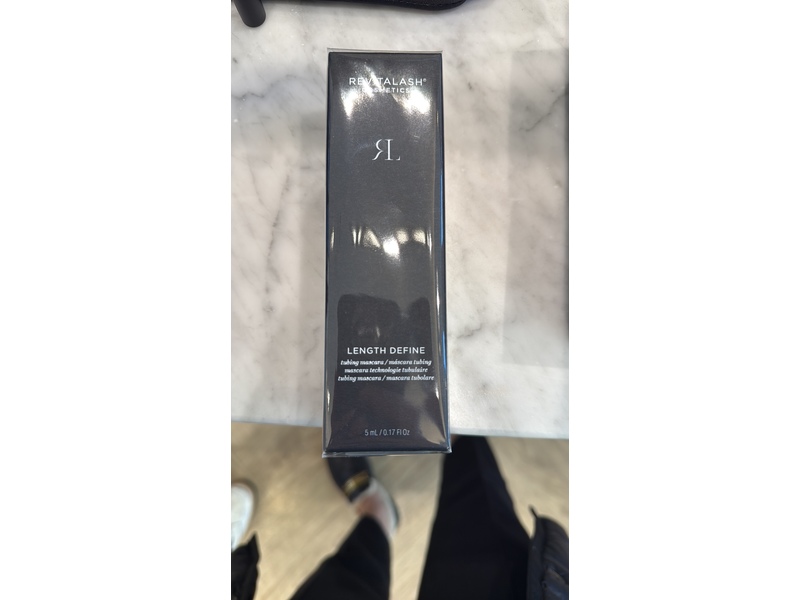 REVITALASH®
COSMETICS
RL
LENGTH DEFINE
tubing mascara / máscara tubing
mascara technologie tubulaire
tubing mascara / mascara tubolare
5 mL / 0.17 Fl Oz